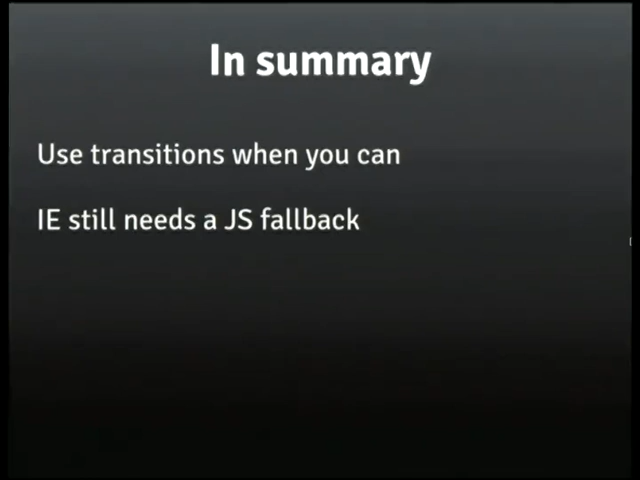 In summary
Use transitions when you can
IE still needs a JS fallback